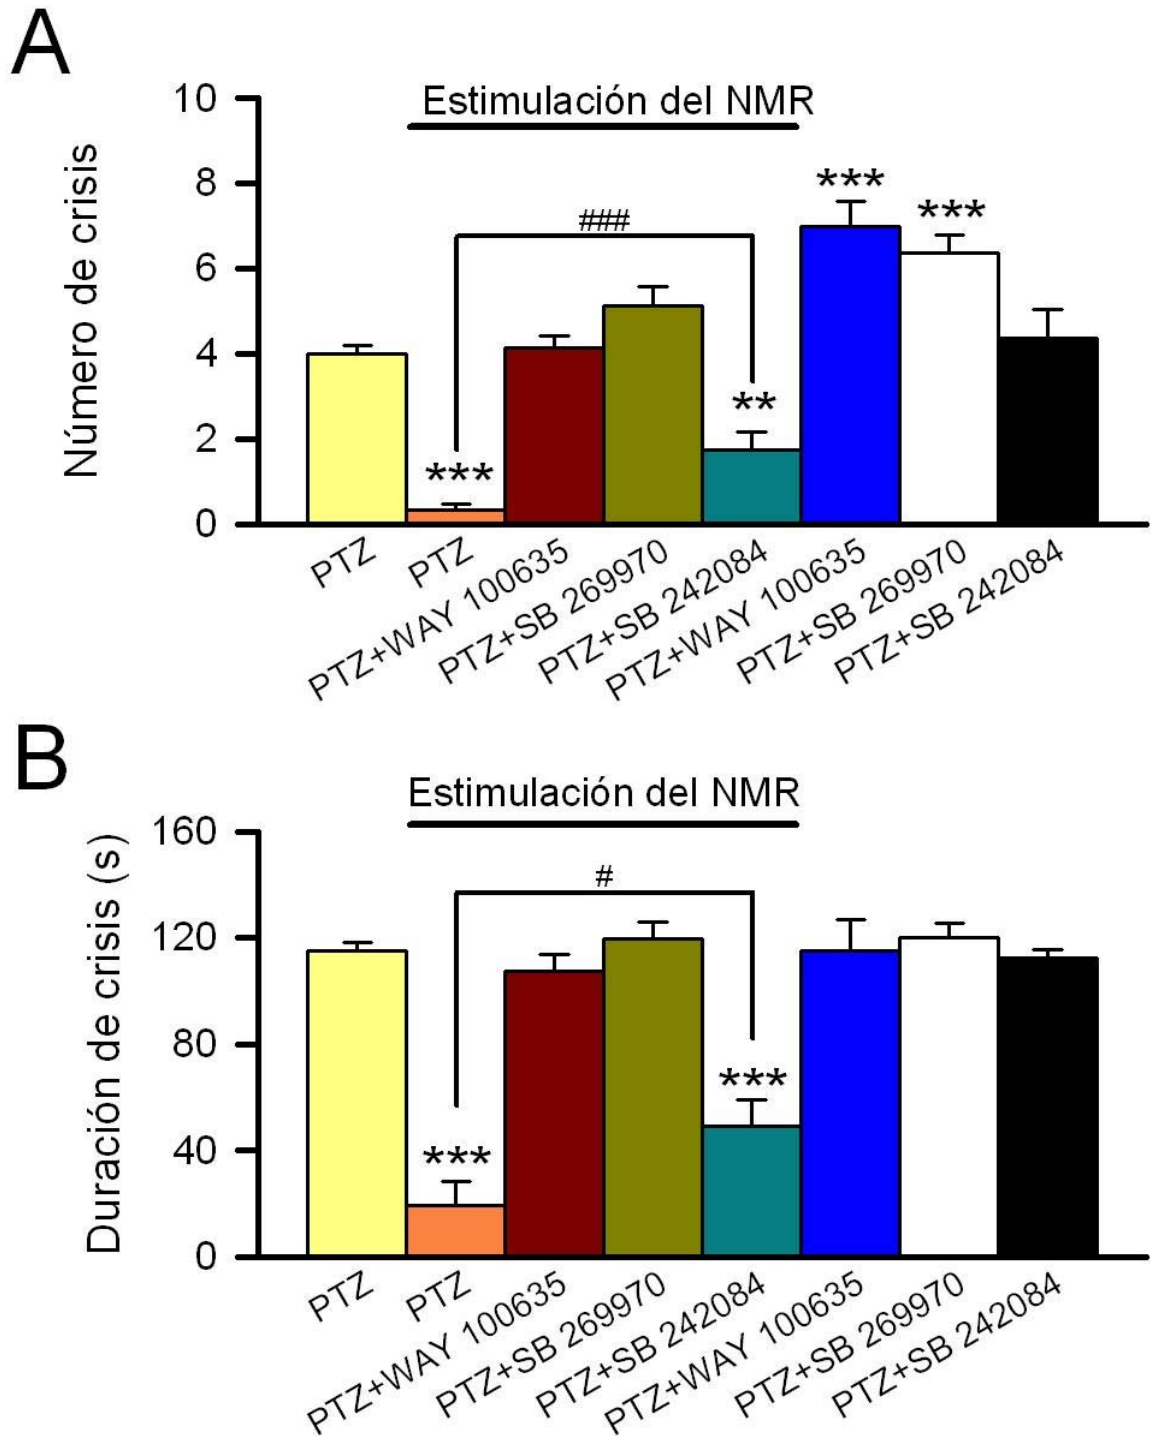 A
Estimulación del NMR
Número de crisis
10
8
6
4
2
0
***
###
**
***
***
PTZ
PTZ
PTZ+WAY 100635
PTZ+SB 269970
PTZ+SB 242084
PTZ+WAY 100635
PTZ+SB 269970
PTZ+SB 242084
B
Estimulación del NMR
Duración de crisis (s)
160
120
80
40
0
***
#
***
PTZ
PTZ
PTZ+WAY 100635
PTZ+SB 269970
PTZ+SB 242084
PTZ+WAY 100635
PTZ+SB 269970
PTZ+SB 242084